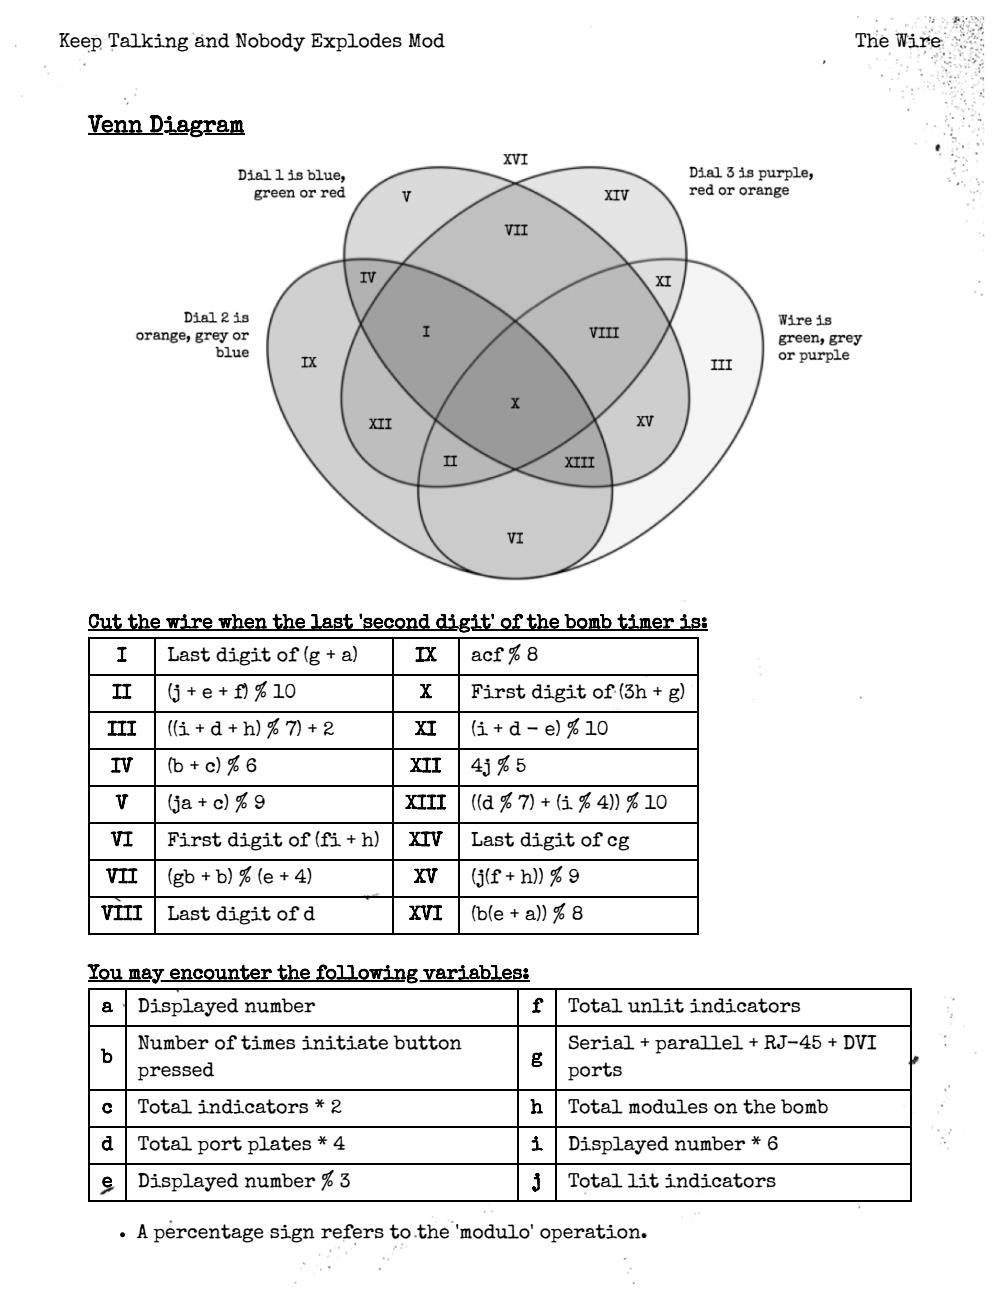 Keep Talking and Nobody Explodes Mod
The Wire
Venn Diagram
XVI
Dial 1 is blue,
green or red
Dial 3 is purple,
red or orange
V
XIV
VII
IV
XI
Dial 2 is
orange, grey or
blue
Wire is
green, grey
or purple
I
VIII
IX
III
X
XII
XV
II
XIII
VI
Cut the wire when the last 'second digit' of the bomb timer is:
I Last digit of (g + a) IX acf % 8
II (j + e + f) % 10 X First digit of (3h + g)
III ((i + d + h) % 7) + 2 XI (i + d − e) % 10
IV (b + c) % 6 XII 4j % 5
V (ja + c) % 9 XIII ((d % 7) + (i % 4)) % 10
VI First digit of (fi + h) XIV Last digit of cg
VII (gb + b) % (e + 4) XV (j(f + h)) % 9
VIII Last digit of d XVI (b(e + a)) % 8
You may encounter the following variables:
a Displayed number f Total unlit indicators
b Number of times initiate button
pressed
g Serial + parallel + RJ-45 + DVI
ports
c Total indicators * 2 h Total modules on the bomb
d Total port plates * 4 i Displayed number * 6
e Displayed number % 3 j Total lit indicators
• A percentage sign refers to the 'modulo' operation.